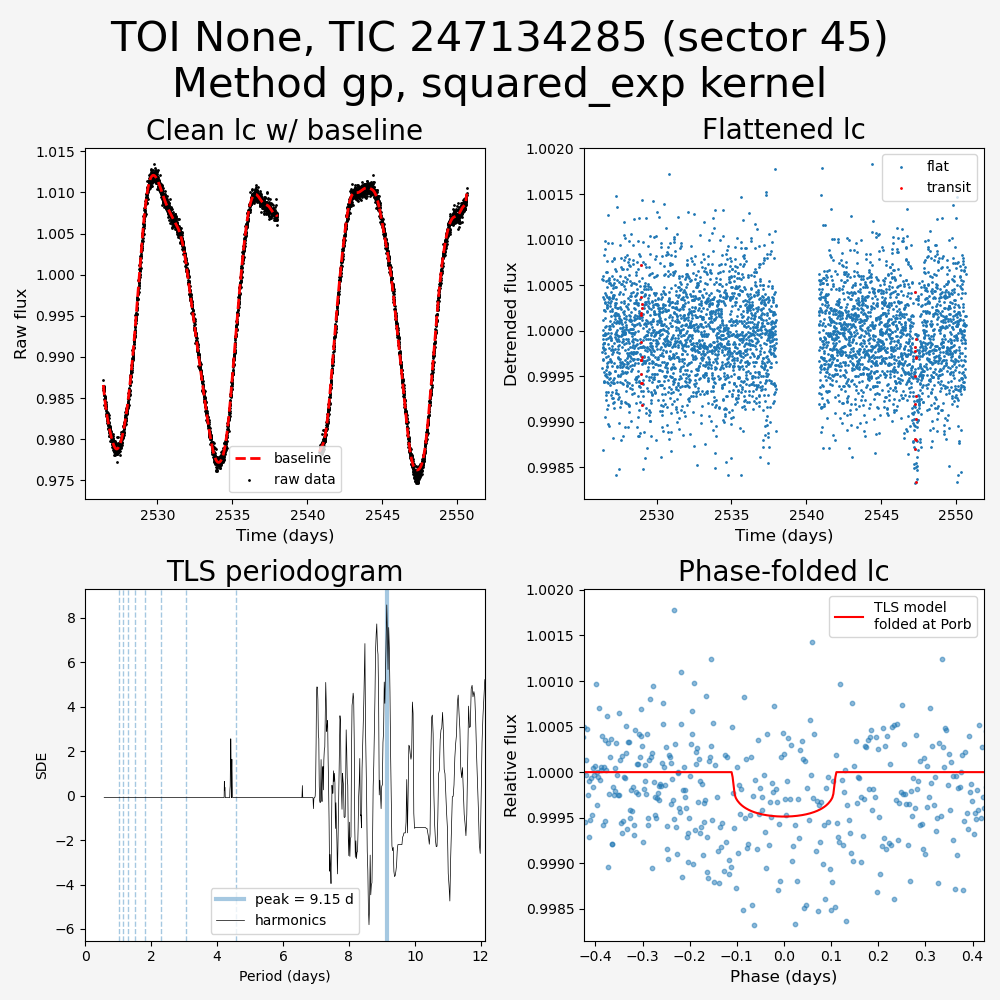 TOI None, TIC 247134285 (sector 45)
Method gp, squared_exp kernel
Clean lc w/ baseline
1.015
1.010
1.005
1.000
0.995
0.990
0.985
0.980
0.975
Raw flux
baseline
raw data
2530
2535
2540
2545
2550
Time (days)
Flattened lc
1.0020
1.0015
1.0010
1.0005
1.0000
0.9995
0.9990
0.9985
Detrended flux
flat
transit
2530
2535
2540
2545
2550
Time (days)
TLS periodogram
8
6
4
2
0
−2
−4
−6
SDE
peak = 9.15 d
harmonics
0
2
4
6
8
10
12
Period (days)
Phase-folded lc
1.0020
1.0015
1.0010
1.0005
1.0000
0.9995
0.9990
0.9985
Relative flux
TLS model
folded at Porb
−0.4
−0.3
−0.2
−0.1
0.0
0.1
0.2
0.3
0.4
Phase (days)